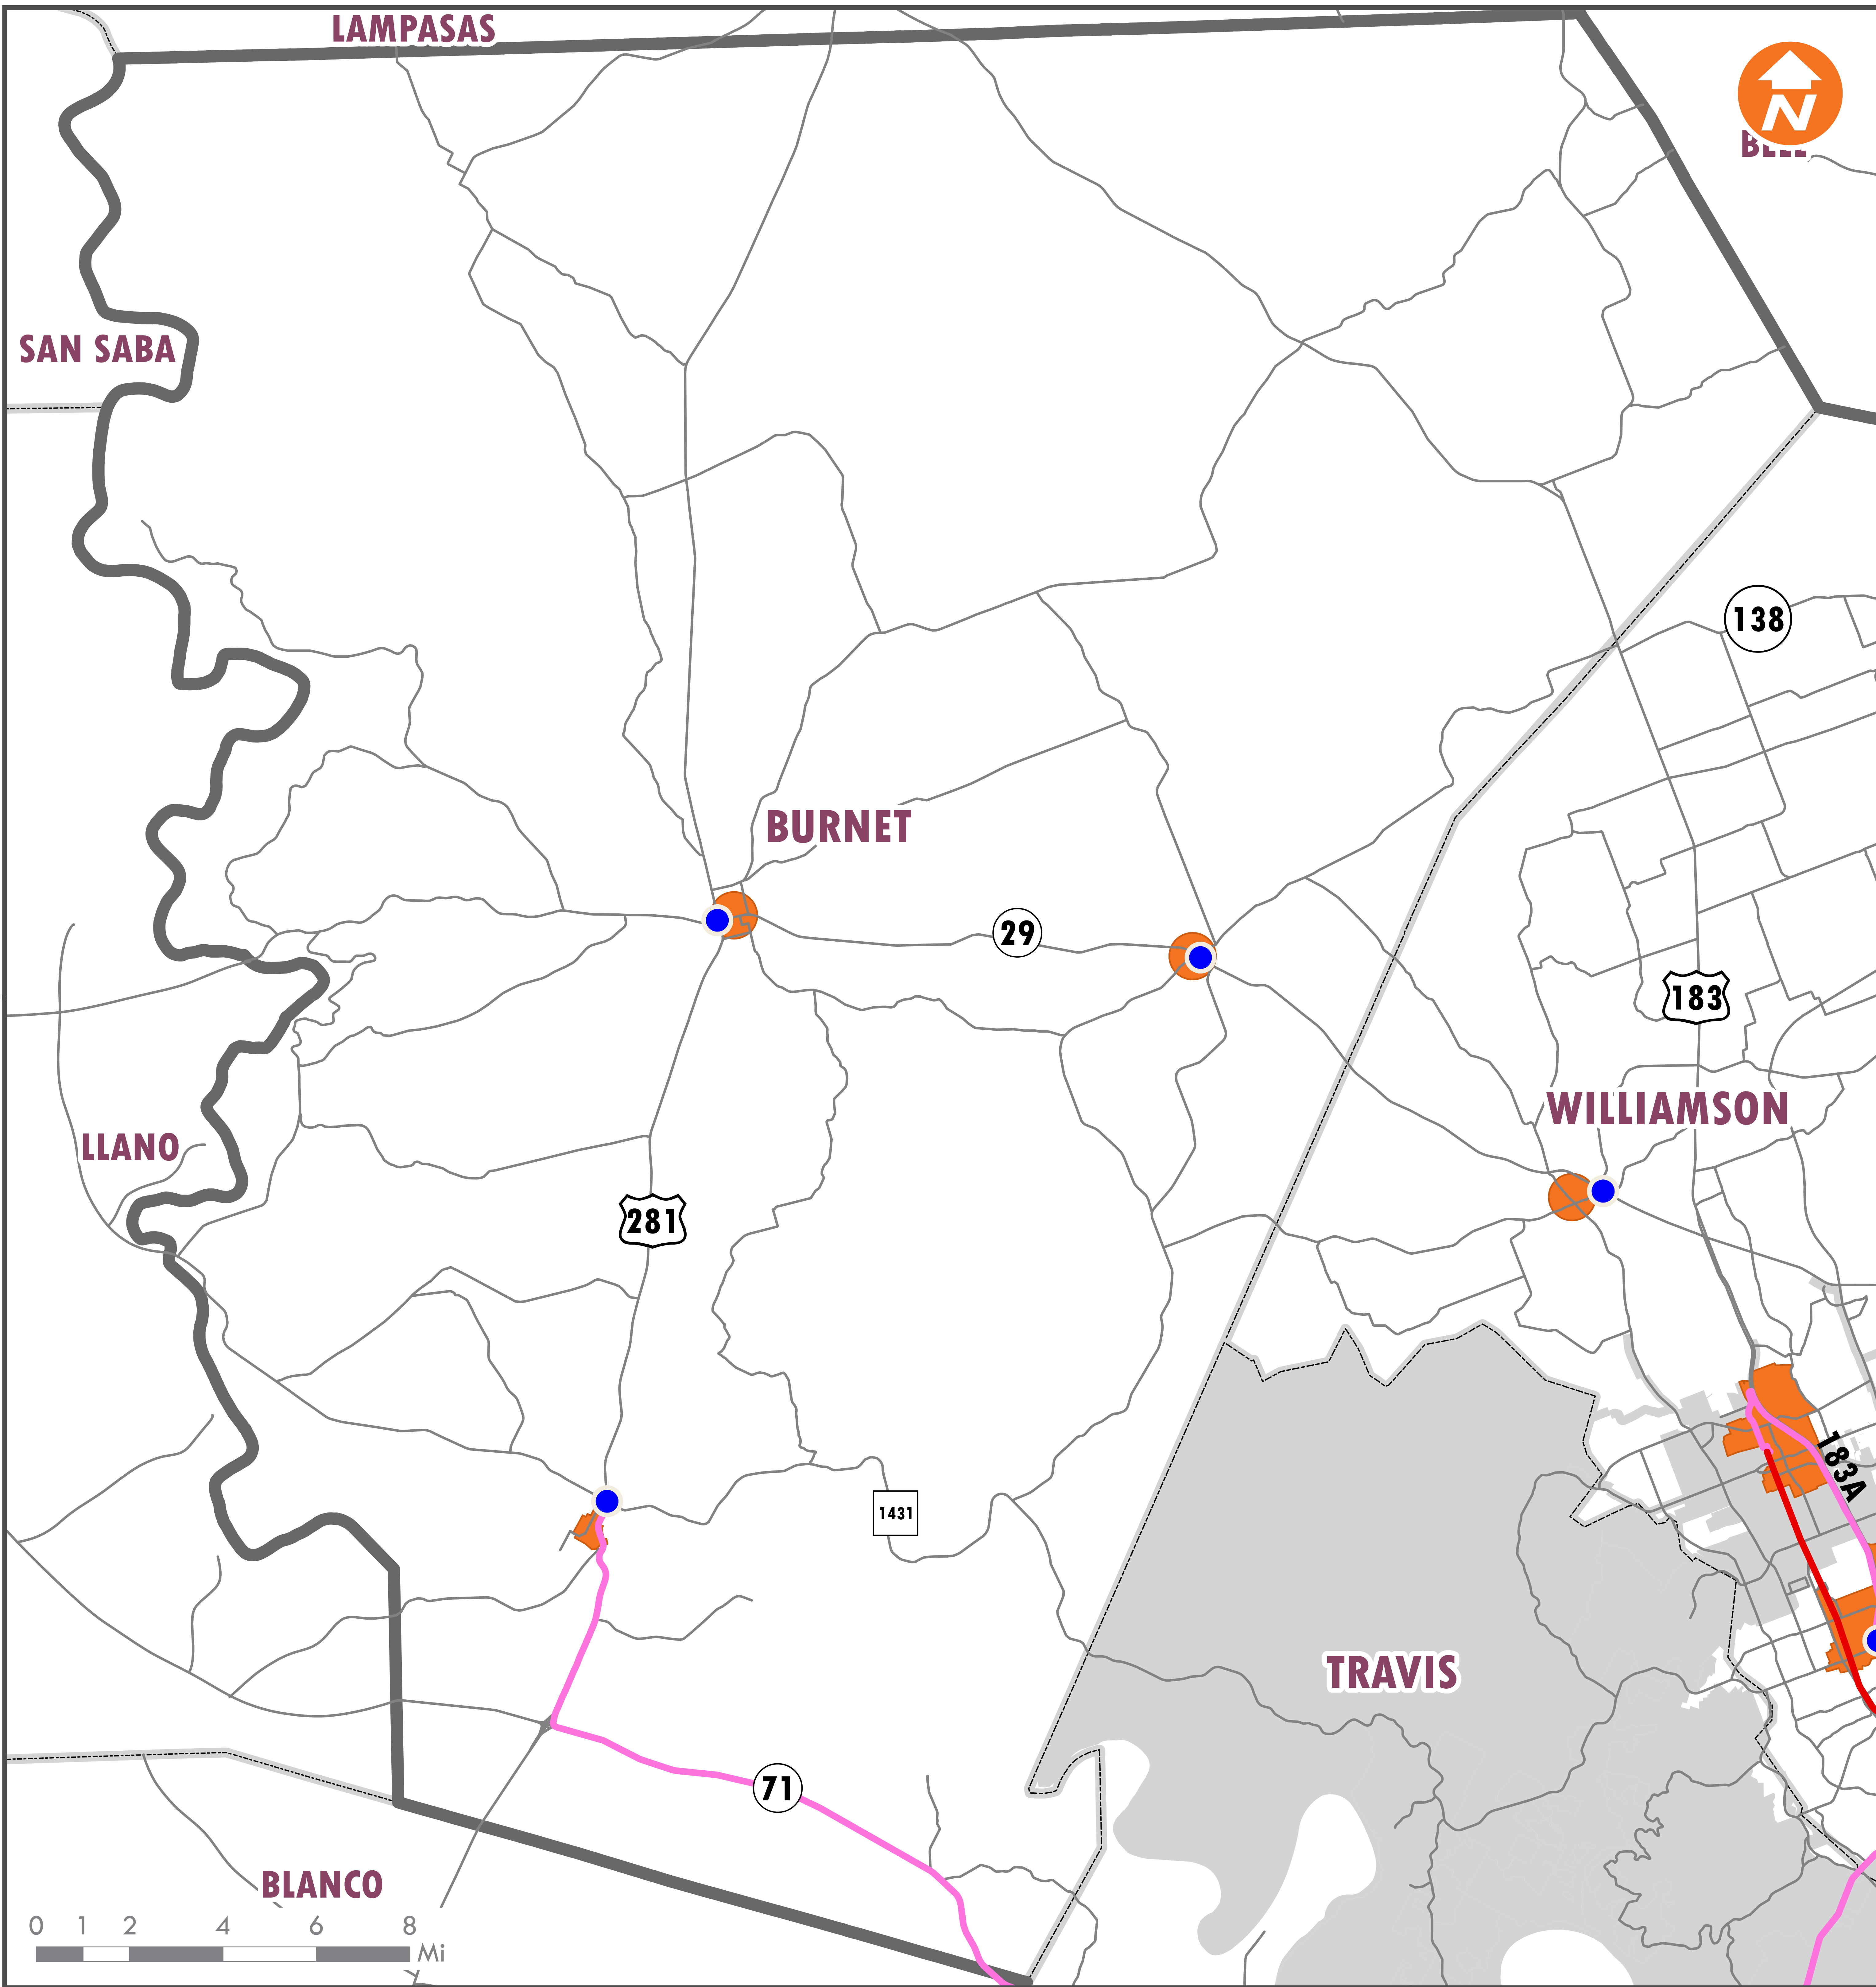 LAMPASAS
N
BELL
SAN SABA
138
BURNET
29
183
WILLIAMSON
LLANO
281
183A
1431
TRAVIS
71
BLANCO
0 1 2 4 6 8
Mi